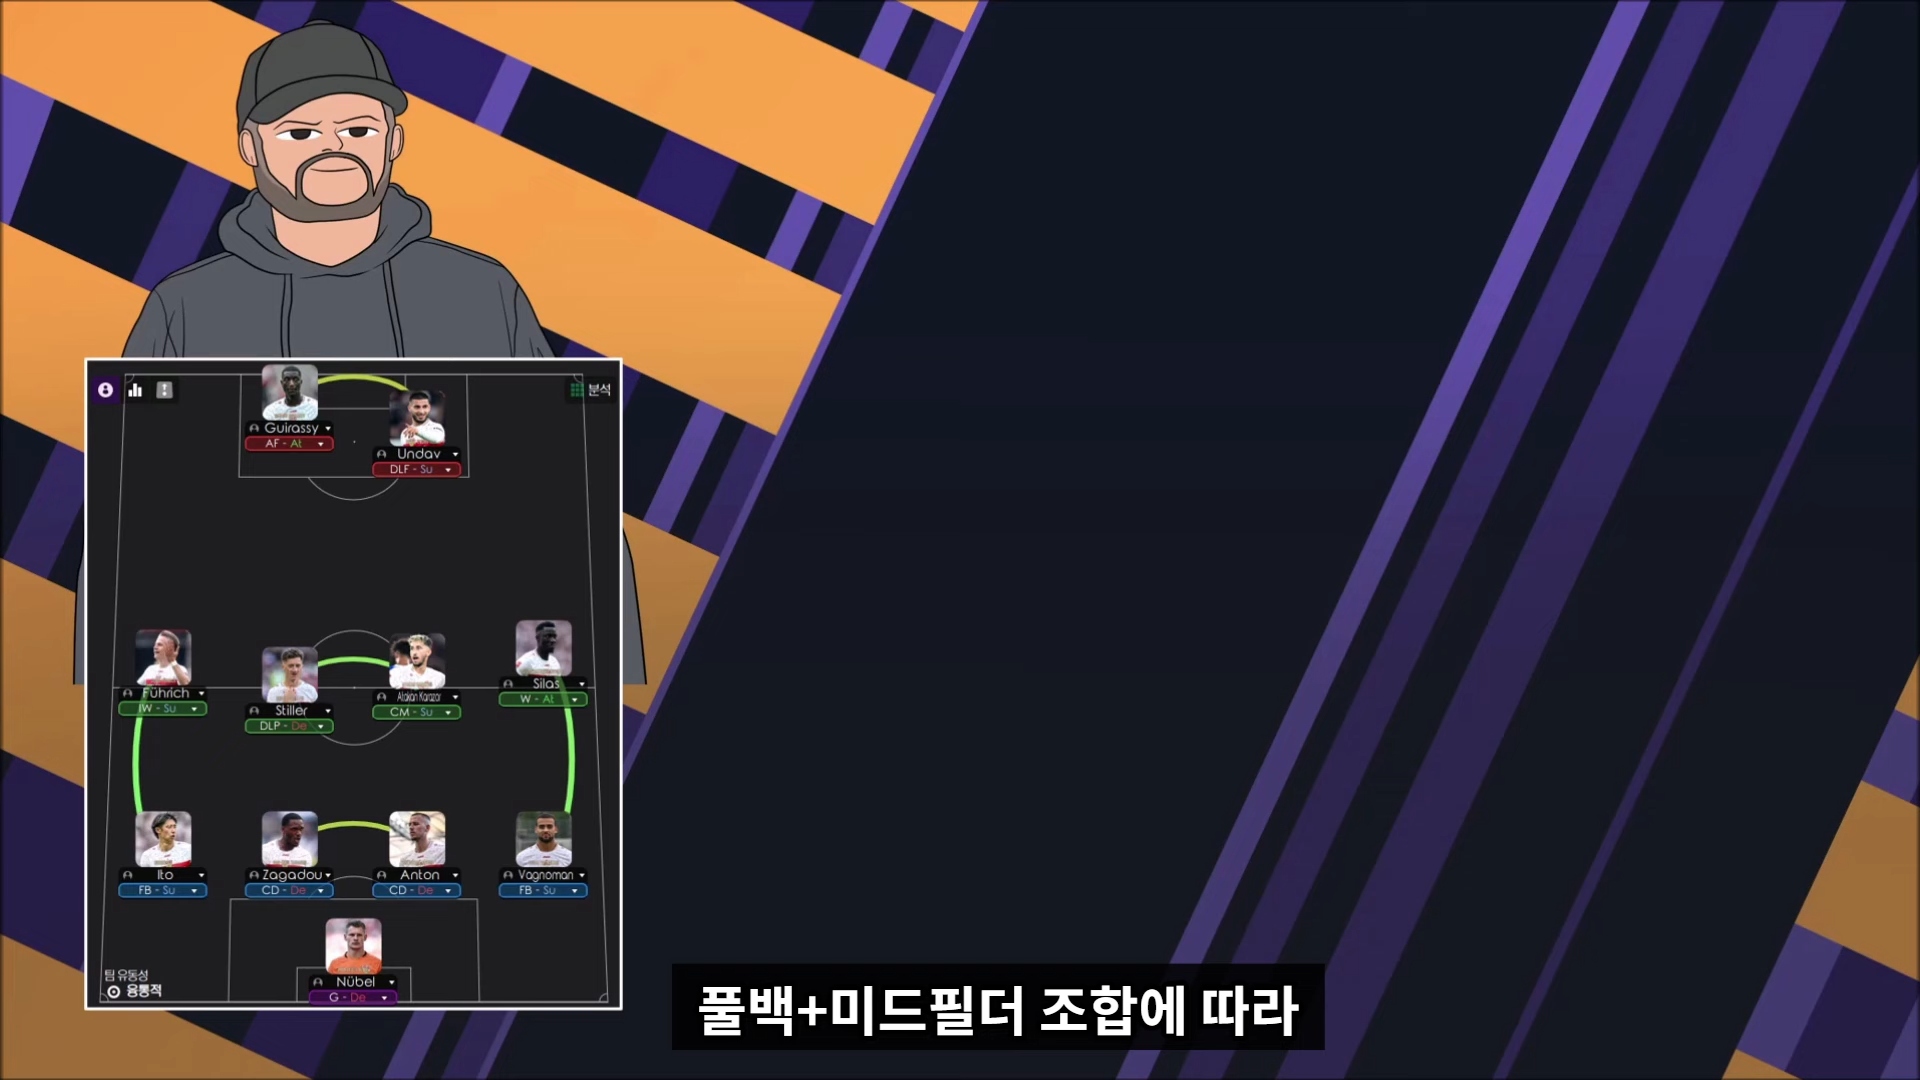 분석
Guirassy
AF - At
Undav
DLF - Su
Führich
IW - Su
Stiller
DLP - De
Atakan Karazor
CM - Su
Silas
W - At
Ito
FB - Su
Zagadou
CD - De
Anton
CD - De
Vagnoman
FB - Su
Nübel
G - De
팀 유동성
융통적
풀백+미드필더 조합에 따라